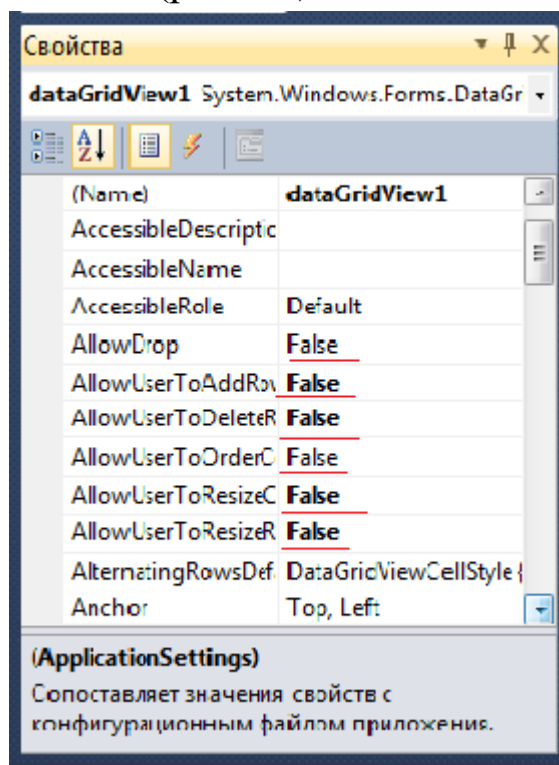 Свойства
dataGridView1 System.Windows.Forms.DataGr
(Name) dataGridView1
AccessibleDescriptic
AccessibleName
AccessibleRole Default
AllowDrop False
AllowUserToAddRov False
AllowUserToDeleteR False
AllowUserToOrderC False
AllowUserToResizeC False
AllowUserToResizeR False
AlternatingRowsDef. DataGridViewCellStyle {
Anchor Top, Left
(ApplicationSettings)
Сопоставляет значения свойств с
конфигурационным файлом приложения.